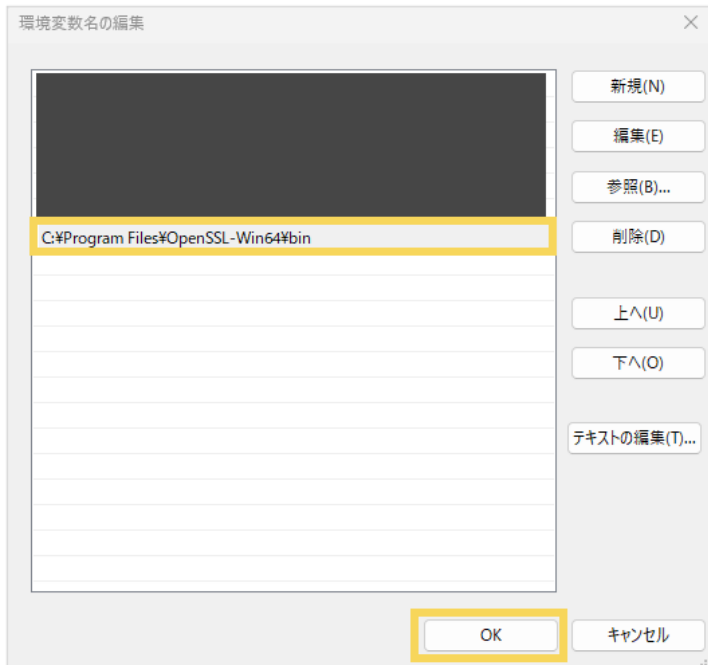 環境変数名の編集
新規(N)
編集(E)
参照(B)...
C:¥Program Files¥OpenSSL-Win64¥bin
削除(D)
上へ(U)
下へ(O)
テキストの編集(T)...
OK
キャンセル